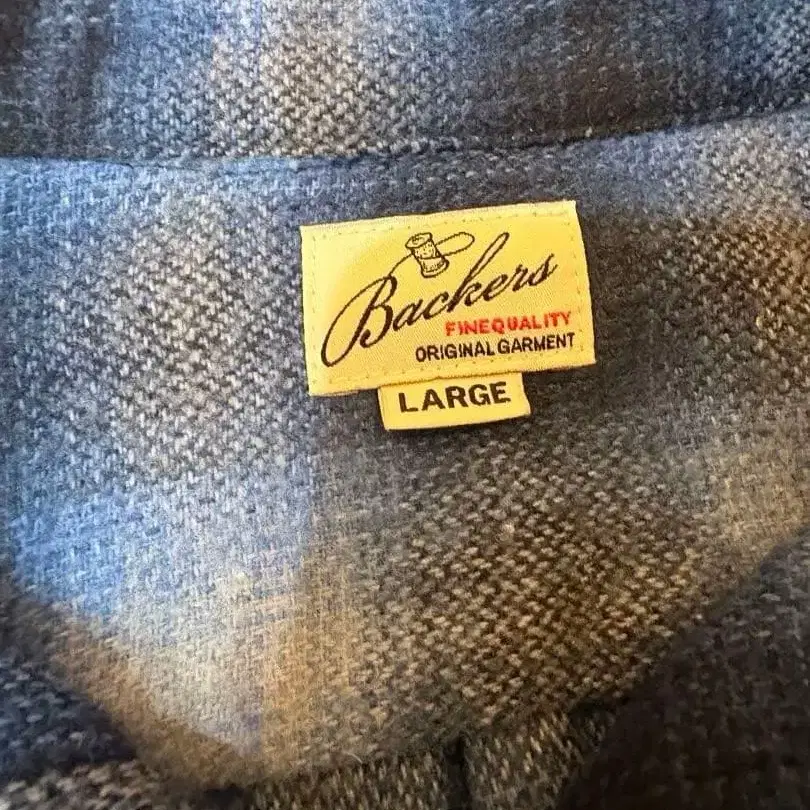 Backers
FINEQUALITY
ORIGINAL GARMENT
LARGE